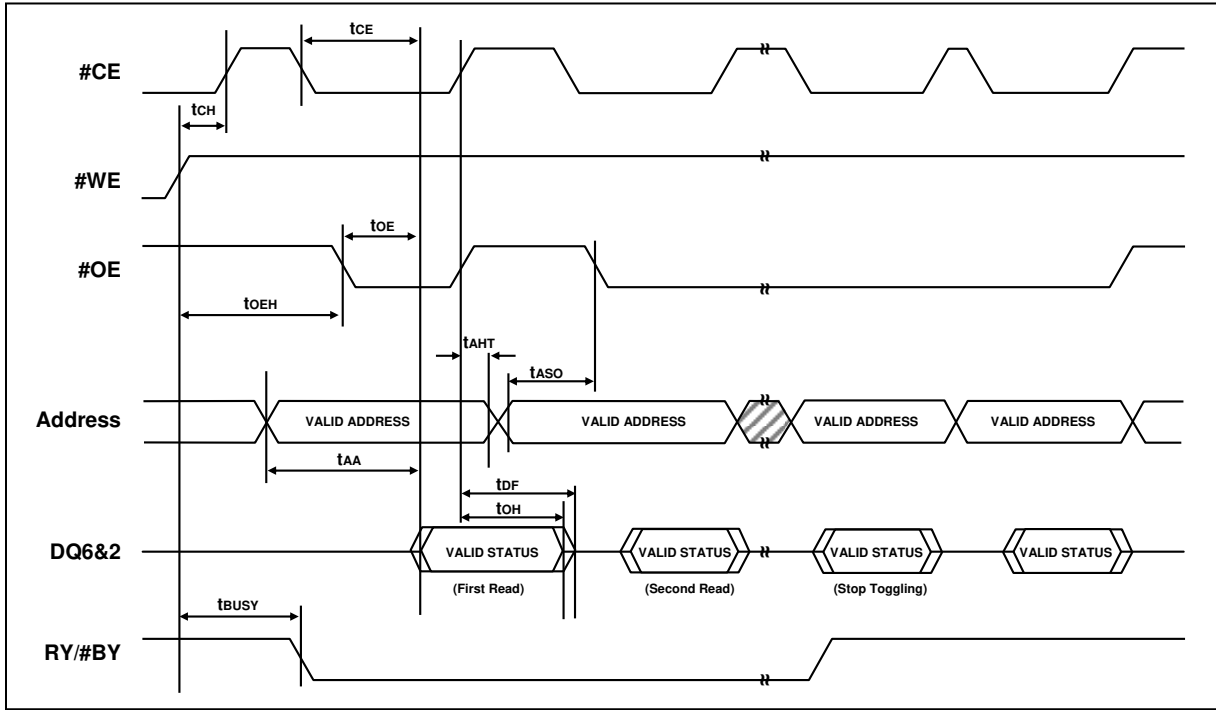 tCE
#CE
tCH
#WE
tOE
#OE
tOEH
tAHT
tASO
Address
VALID ADDRESS
VALID ADDRESS
VALID ADDRESS
VALID ADDRESS
tAA
tDF
tOH
DQ6&2
VALID STATUS
VALID STATUS
VALID STATUS
VALID STATUS
(First Read)
(Second Read)
(Stop Toggling)
tBUSY
RY/#BY